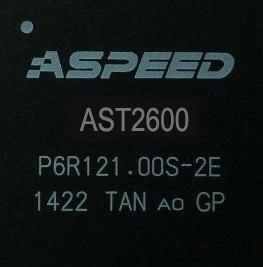 ASPEED
AST2600
P6R121.00S-2E
1422 TAN A0 GP